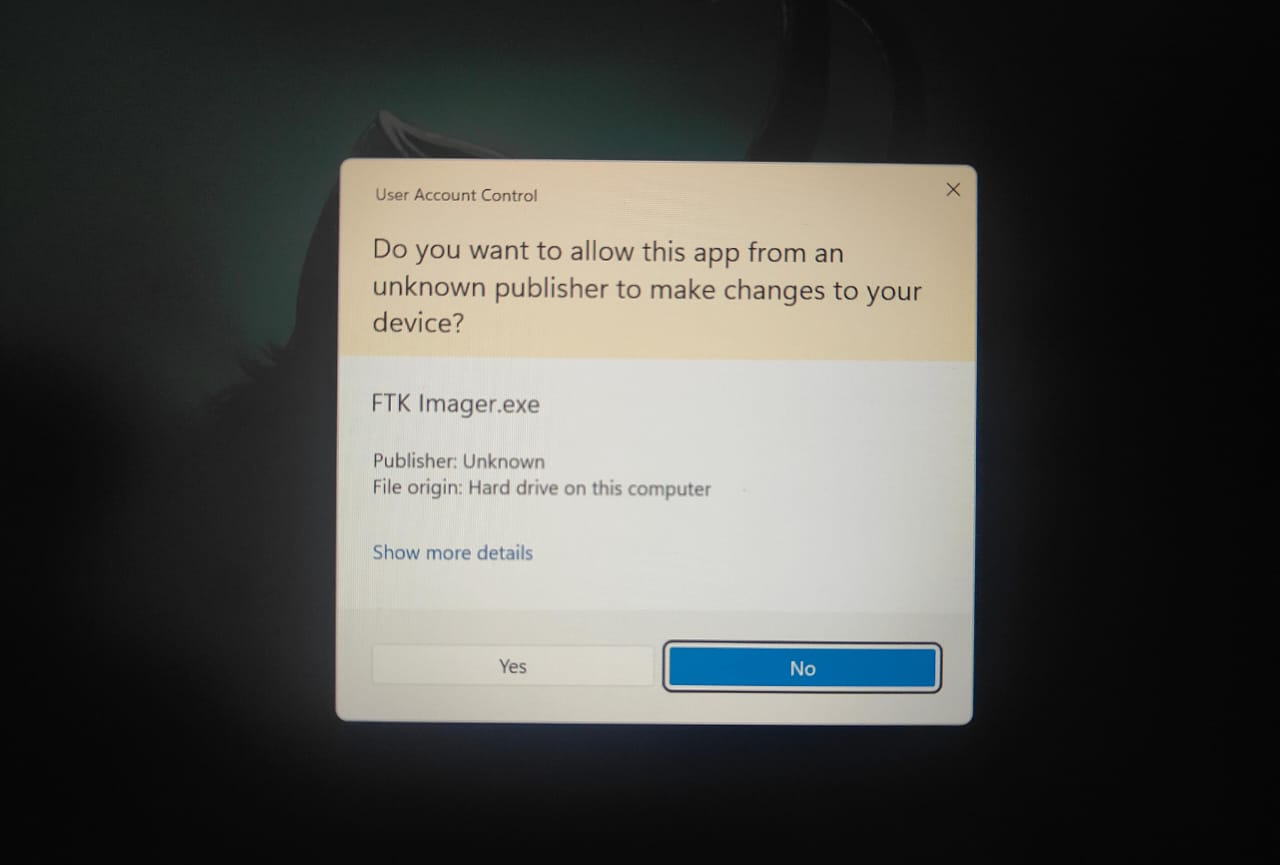 User Account Control
Do you want to allow this app from an
unknown publisher to make changes to your
device?
FTK Imager.exe
Publisher: Unknown
File origin: Hard drive on this computer
Show more details
Yes
No